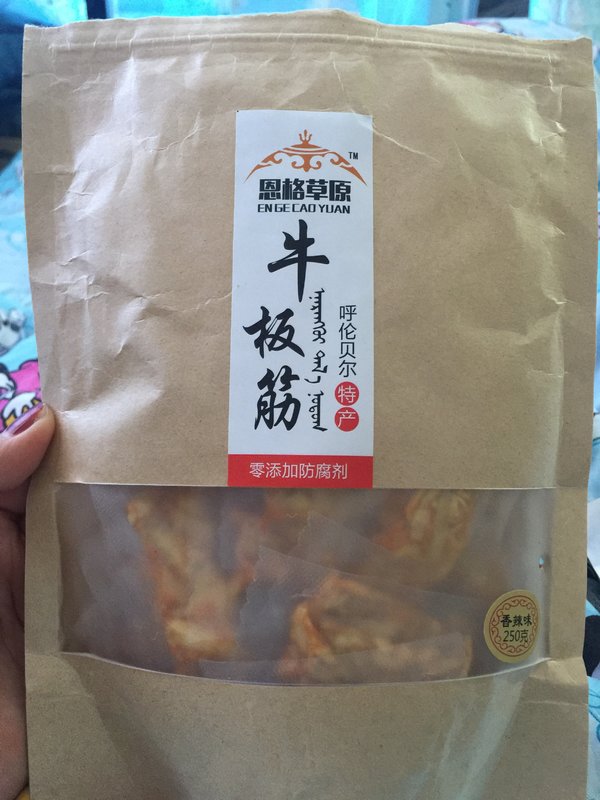 TM
恩格草原
EN GE CAO YUAN
牛板筋
呼伦贝尔特产
零添加防腐剂
香辣味
250克